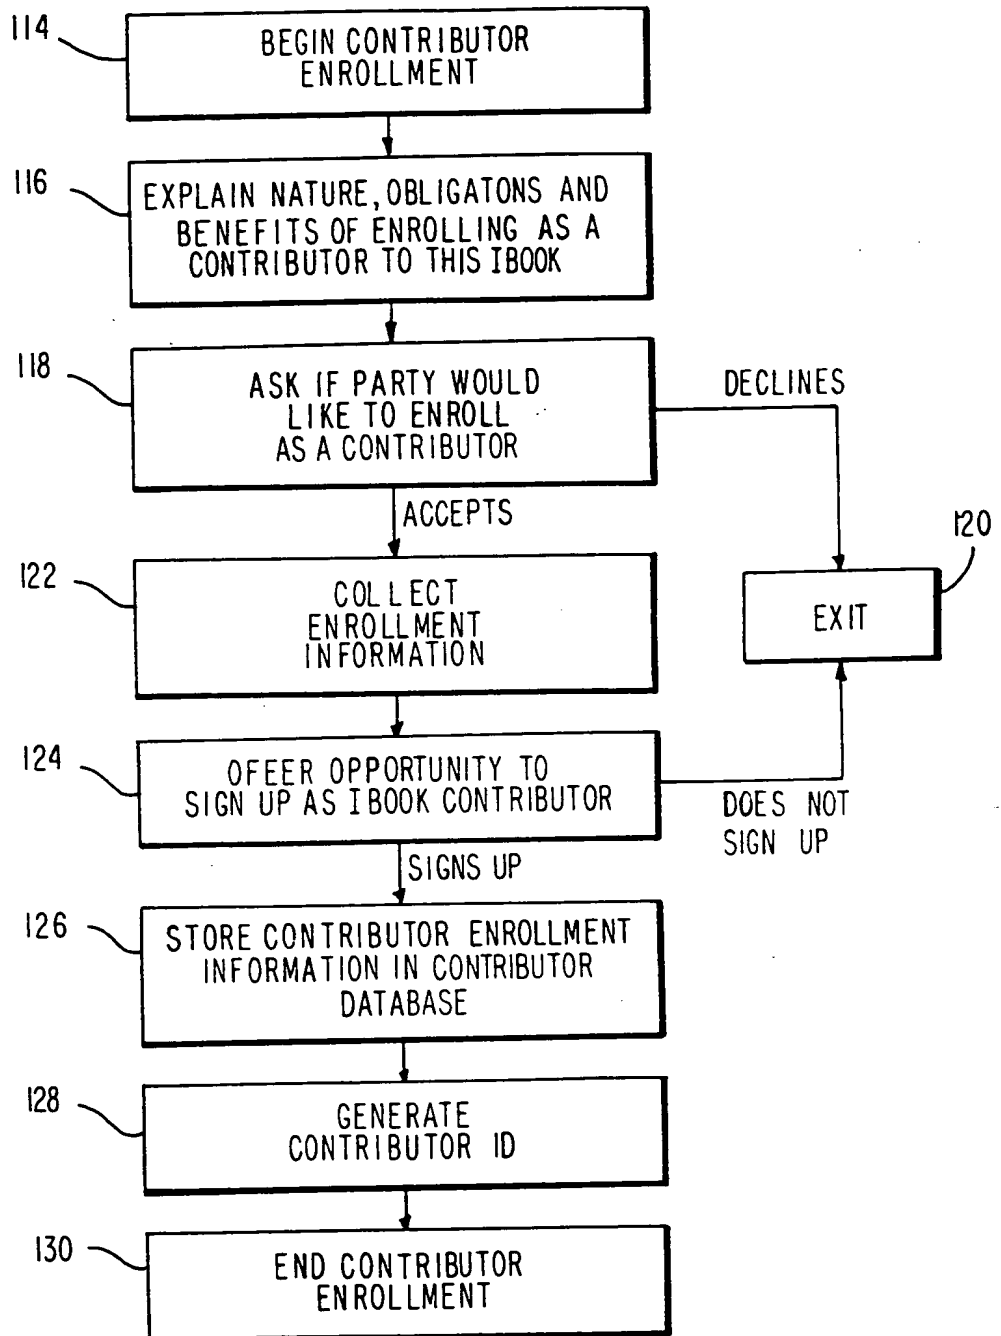 114
BEGIN CONTRIBUTOR
ENROLLMENT
116
EXPLAIN NATURE, OBLIGATONS AND
BENEFITS OF ENROLLING AS A
CONTRIBUTOR TO THIS IBOOK
118
ASK IF PARTY WOULD
LIKE TO ENROLL
AS A CONTRIBUTOR
DECLINES
ACCEPTS
120
EXIT
122
COLLECT
ENROLLMENT
INFORMATION
124
OFEER OPPORTUNITY TO
SIGN UP AS IBOOK CONTRIBUTOR
DOES NOT
SIGN UP
SIGNS UP
126
STORE CONTRIBUTOR ENROLLMENT
INFORMATION IN CONTRIBUTOR
DATABASE
128
GENERATE
CONTRIBUTOR ID
130
END CONTRIBUTOR
ENROLLMENT